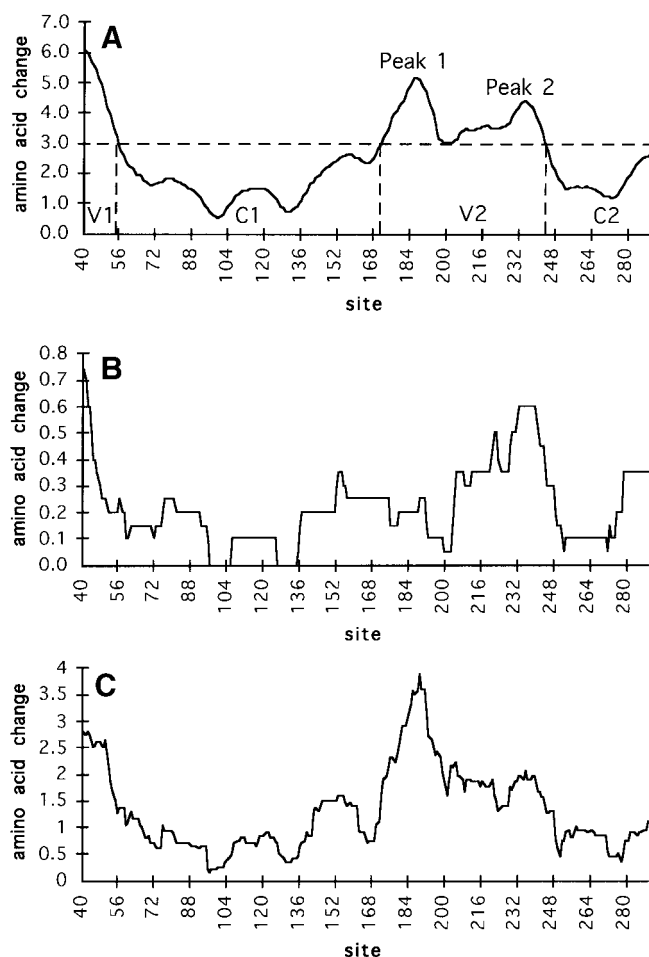 A
amino acid change
7.0
6.0
5.0
4.0
3.0
2.0
1.0
0.0
Peak 1
Peak 2
V1
C1
V2
C2
40 56 72 88 104 120 136 152 168 184 200 216 232 248 264 280
site
B
amino acid change
0.8
0.7
0.6
0.5
0.4
0.3
0.2
0.1
0.0
40 56 72 88 104 120 136 152 168 184 200 216 232 248 264 280
site
C
amino acid change
4
3.5
3
2.5
2
1.5
1
0.5
0
40 56 72 88 104 120 136 152 168 184 200 216 232 248 264 280
site